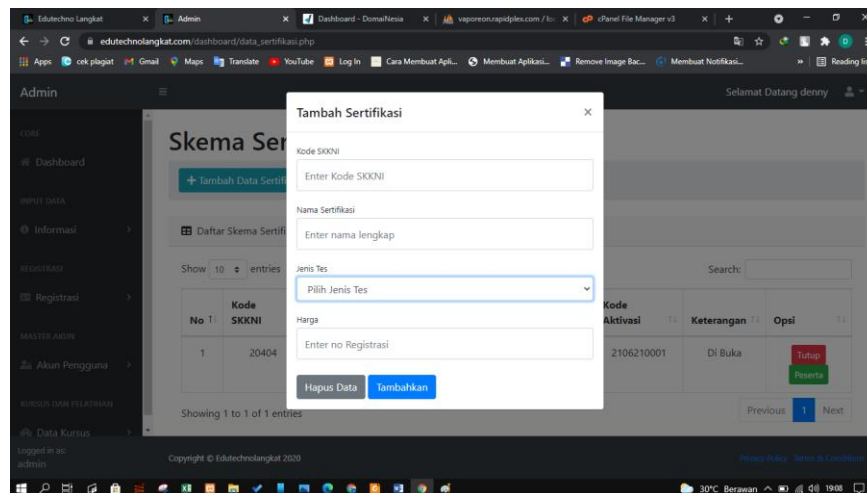 Edutechno Langkat
Admin
Dashboard - DomaiNesia
vaporeon.rapidplex.com / lo
cPanel File Manager v3
edutechnolangkat.com/dashboard/data_sertifikasi.php
Apps
cek plagiat
Gmail
Maps
Translate
YouTube
Log In
Cara Membuat Apli...
Membuat Aplikasi...
Remove Image Bac...
Membuat Notifikasi...
Reading lis
Admin
Selamat Datang denny
CORE
Dashboard
INPUT DATA
Informasi
REGISTRASI
Registrasi
MASTER AKUN
Akun Pengguna
KURSUS DAN PELATIHAN
Data Kursus
Logged in as:
admin
Skema Ser
+ Tambah Data Sertifi
Daftar Skema Sertifi
Show 10 entries
Search:
No
Kode SKKNI
Kode Aktivasi
Keterangan
Opsi
1
20404
2106210001
Di Buka
Tutup
Peserta
Showing 1 to 1 of 1 entries
Previous 1 Next
Tambah Sertifikasi
Kode SKKNI
Enter Kode SKKNI
Nama Sertifikasi
Enter nama lengkap
Jenis Tes
Pilih Jenis Tes
Harga
Enter no Registrasi
Hapus Data
Tambahkan
Copyright © Edutechnolangkat 2020
Privacy Policy · Terms & Conditions
30°C Berawan
1908